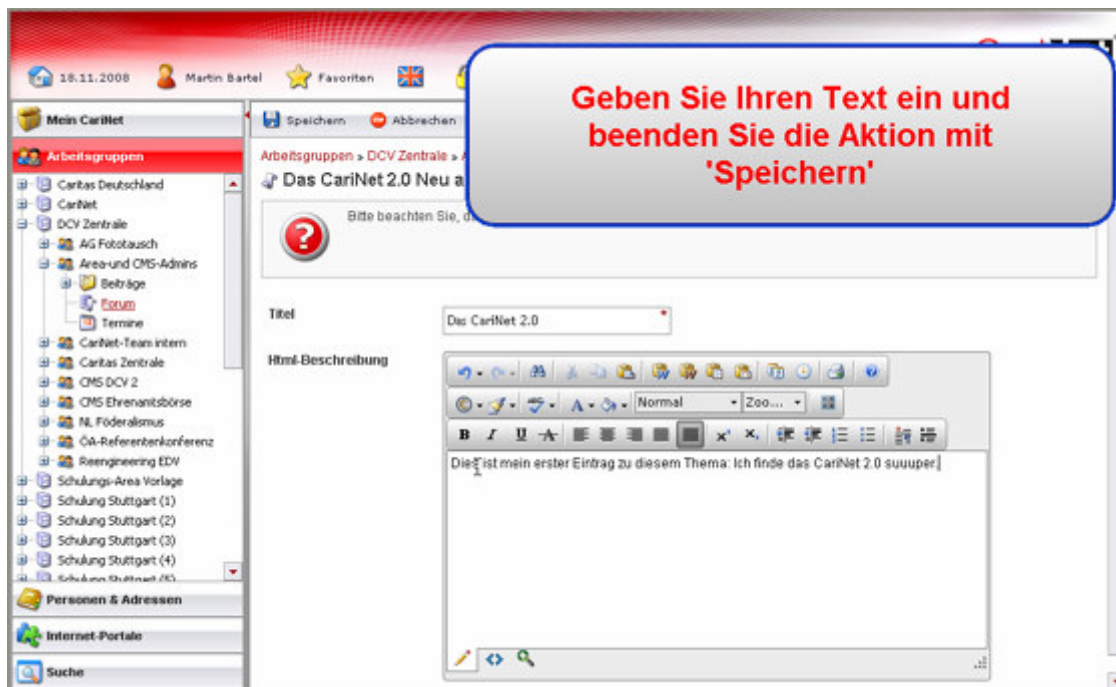 18.11.2008 Martin Bartel Favoriten
Geben Sie Ihren Text ein und
beenden Sie die Aktion mit
'Speichern'
Mein CariNet
Speichern Abbrechen
Arbeitsgruppen
Arbeitsgruppen » DCV Zentrale »
Das CariNet 2.0 Neu a
Bitte beachten Sie, d
Caritas Deutschland
CariNet
DCV Zentrale
AG Fototausch
Area-und CMS-Admins
Beiträge
Forum
Termine
CariNet-Team intern
Caritas Zentrale
CMS DCV 2
CMS Ehrenamtsbörse
NL Föderalismus
ÖA-Referentenkonferenz
Reengineering EDV
Schulungs-Area Vorlage
Schulung Stuttgart (1)
Schulung Stuttgart (2)
Schulung Stuttgart (3)
Schulung Stuttgart (4)
Schulung Stuttgart (5)
Personen & Adressen
Internet-Portale
Suche
Titel
Das CariNet 2.0 *
Html-Beschreibung
Normal Zoo...
B I U A
Dies ist mein erster Eintrag zu diesem Thema: Ich finde das CariNet 2.0 suuuper.